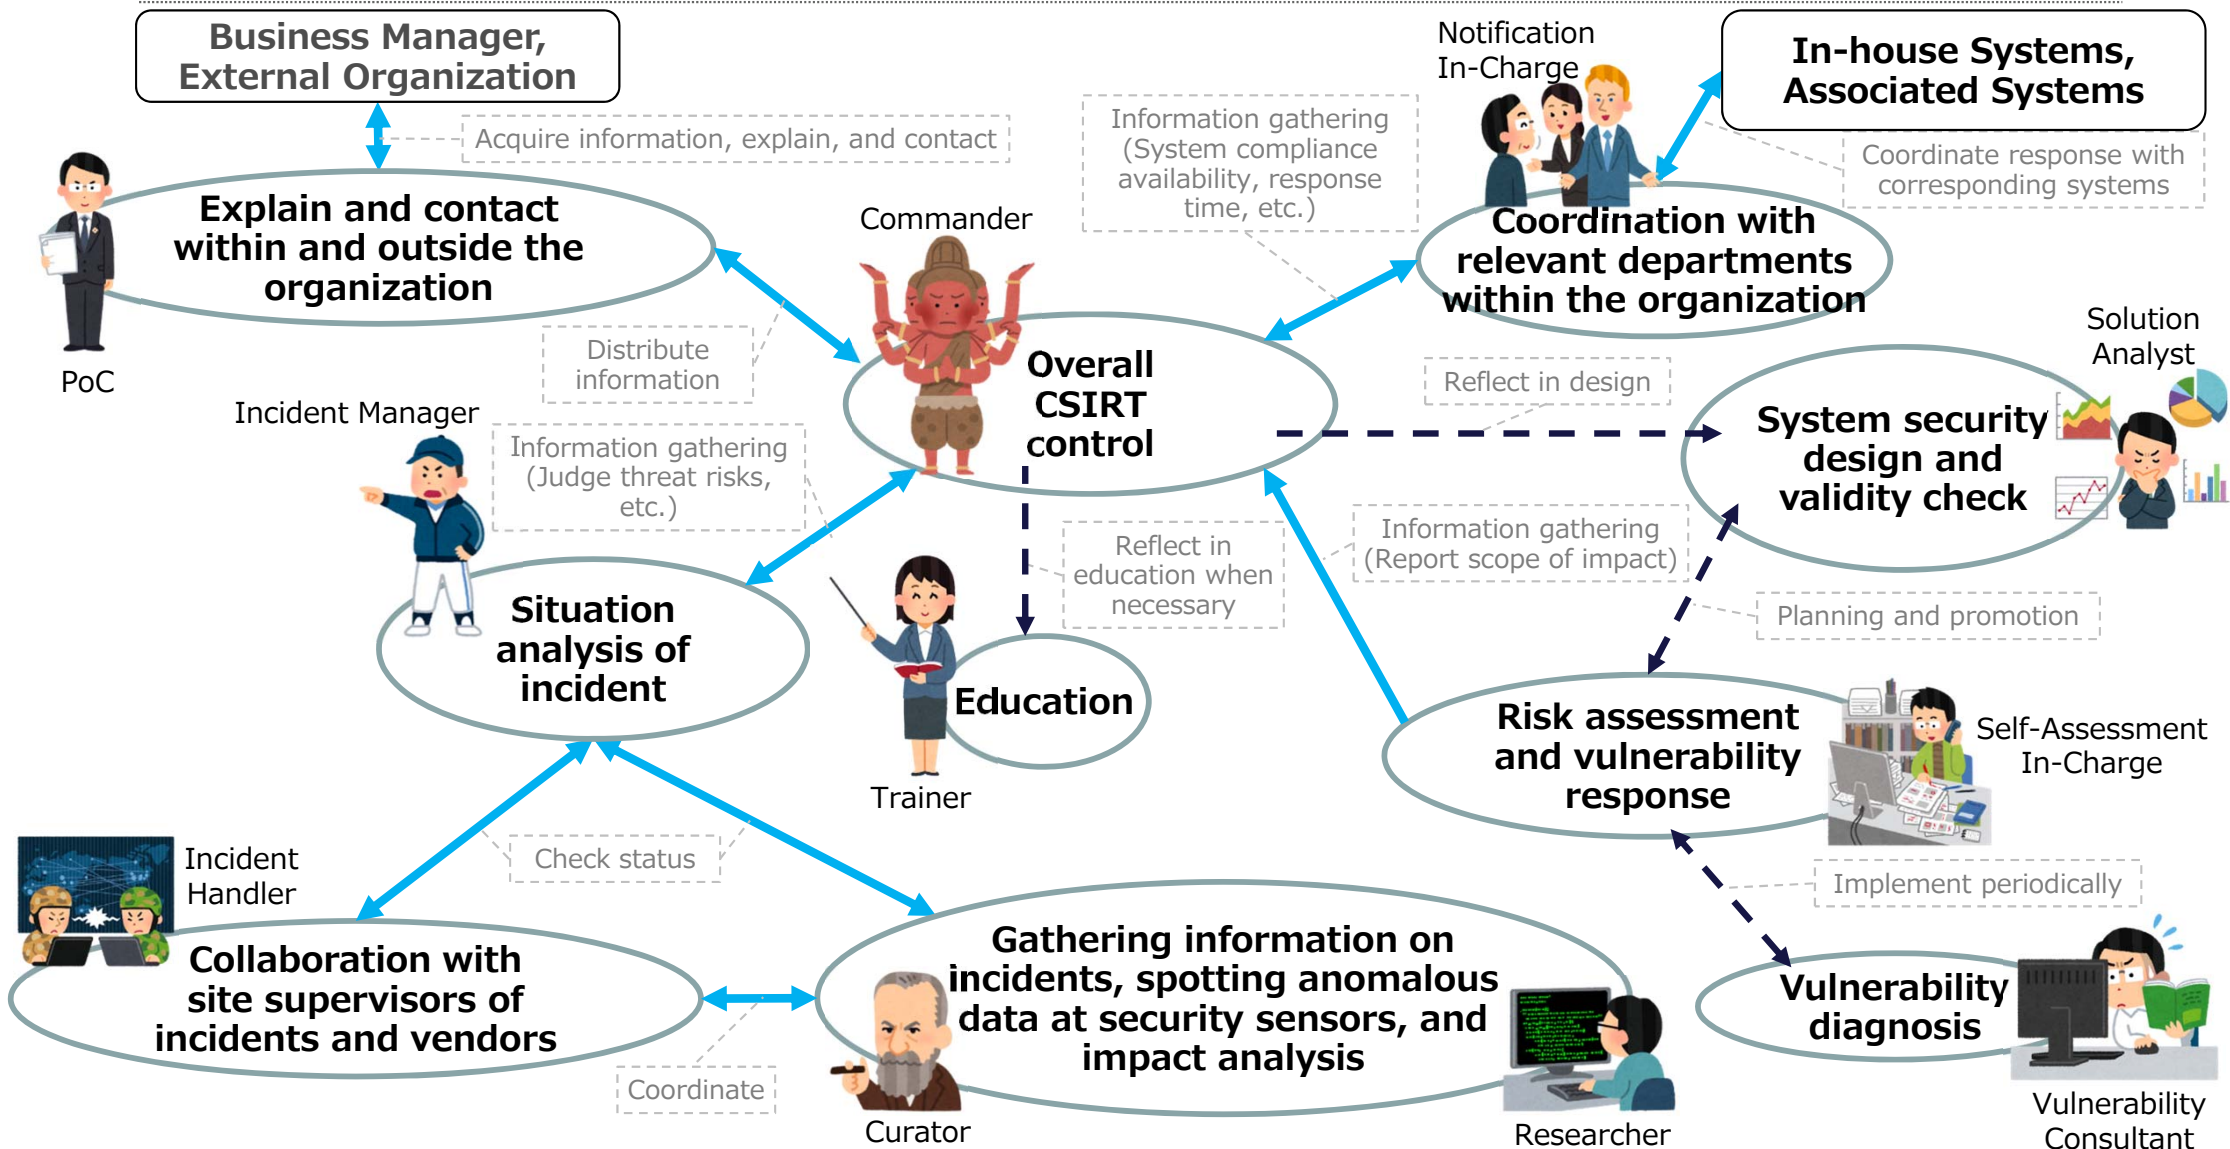 Business Manager,
External Organization
Acquire information, explain, and contact
Notification
In-Charge
In-house Systems,
Associated Systems
Information gathering
(System compliance
availability, response
time, etc.)
Coordinate response with
corresponding systems
Explain and contact
within and outside the
organization
PoC
Commander
Coordination with
relevant departments
within the organization
Distribute
information
Overall
CSIRT
control
Reflect in design
Solution
Analyst
System security
design and
validity check
Incident Manager
Information gathering
(Judge threat risks,
etc.)
Reflect in
education when
necessary
Information gathering
(Report scope of impact)
Planning and promotion
Situation
analysis of
incident
Education
Trainer
Risk assessment
and vulnerability
response
Self-Assessment
In-Charge
Check status
Implement periodically
Incident
Handler
Collaboration with
site supervisors of
incidents and vendors
Coordinate
Gathering information on
incidents, spotting anomalous
data at security sensors, and
impact analysis
Curator
Researcher
Vulnerability
diagnosis
Vulnerability
Consultant